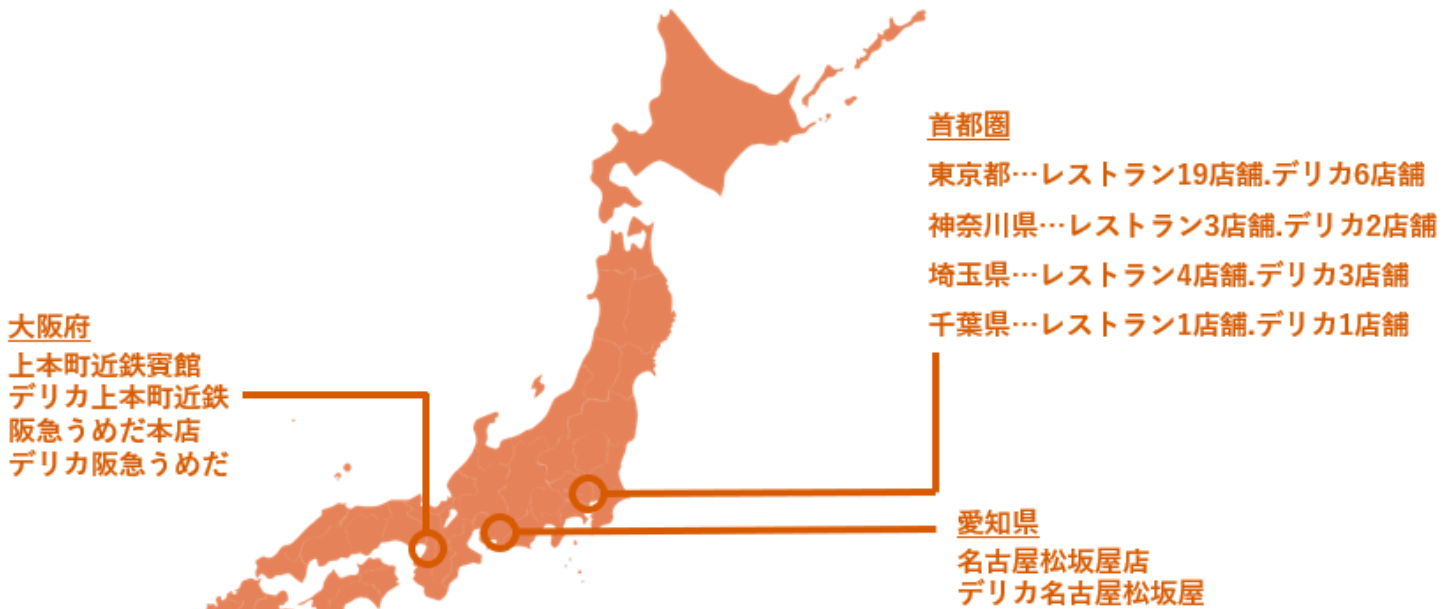 首都圏
東京都…レストラン19店舗.デリカ6店舗
神奈川県…レストラン3店舗.デリカ2店舗
埼玉県…レストラン4店舗.デリカ3店舗
千葉県…レストラン1店舗.デリカ1店舗
大阪府
上本町近鉄賓館
デリカ上本町近鉄
阪急うめだ本店
デリカ阪急うめだ
愛知県
名古屋松坂屋店
デリカ名古屋松坂屋